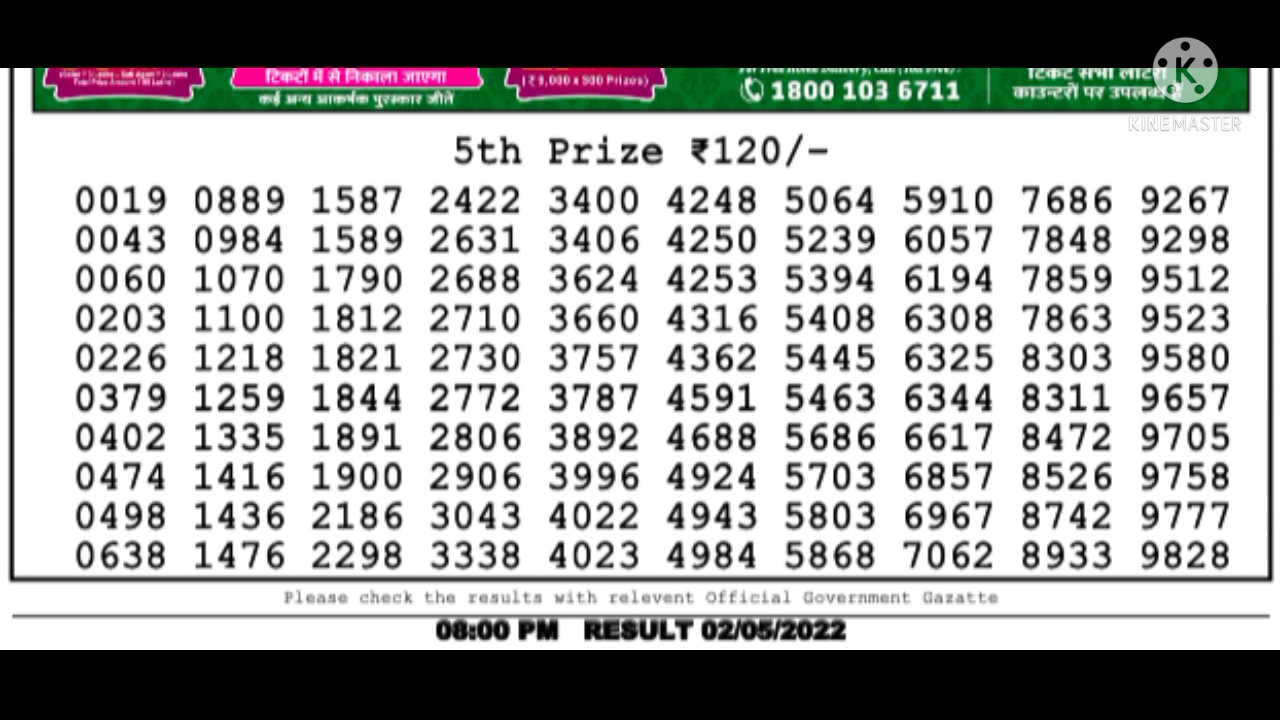 टिकटों में से निकाला जाएगा
कई अन्य आकर्षक पुरस्कार जीतें
(₹9,000 x 900 Prizes)
1800 103 6711
टिकट सभी लॉटरी
काउन्टरों पर उपलब्ध है
KINEMASTER
5th Prize ₹120/-
0019 0889 1587 2422 3400 4248 5064 5910 7686 9267
0043 0984 1589 2631 3406 4250 5239 6057 7848 9298
0060 1070 1790 2688 3624 4253 5394 6194 7859 9512
0203 1100 1812 2710 3660 4316 5408 6308 7863 9523
0226 1218 1821 2730 3757 4362 5445 6325 8303 9580
0379 1259 1844 2772 3787 4591 5463 6344 8311 9657
0402 1335 1891 2806 3892 4688 5686 6617 8472 9705
0474 1416 1900 2906 3996 4924 5703 6857 8526 9758
0498 1436 2186 3043 4022 4943 5803 6967 8742 9777
0638 1476 2298 3338 4023 4984 5868 7062 8933 9828
Please check the results with relevent Official Government Gazatte
08:00 PM RESULT 02/05/2022